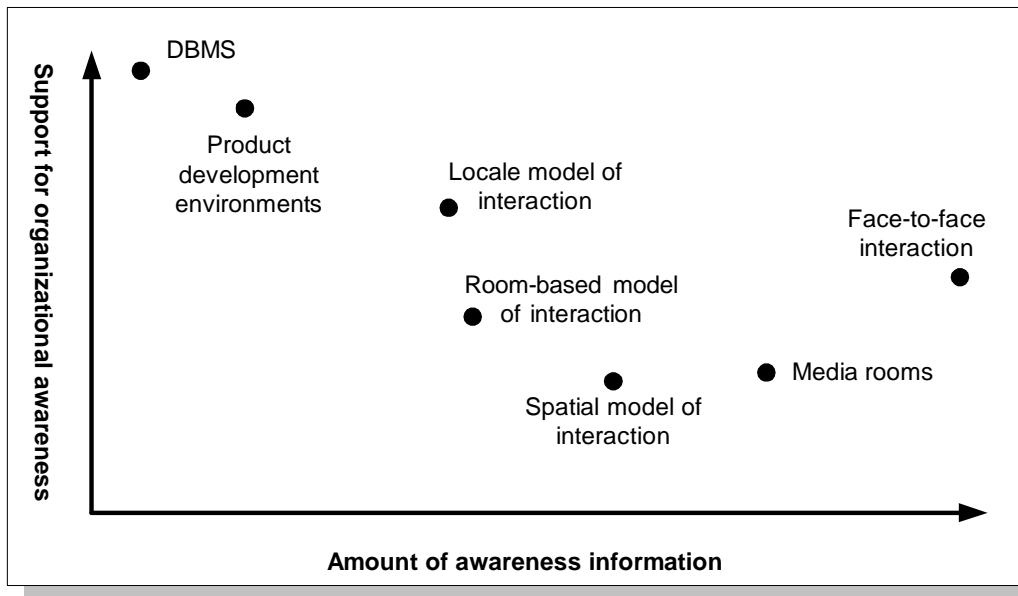 DBMS
Product
development
environments
Locale model of
interaction
Face-to-face
interaction
Room-based model
of interaction
Media rooms
Spatial model of
interaction
Support for organizational awareness
Amount of awareness information